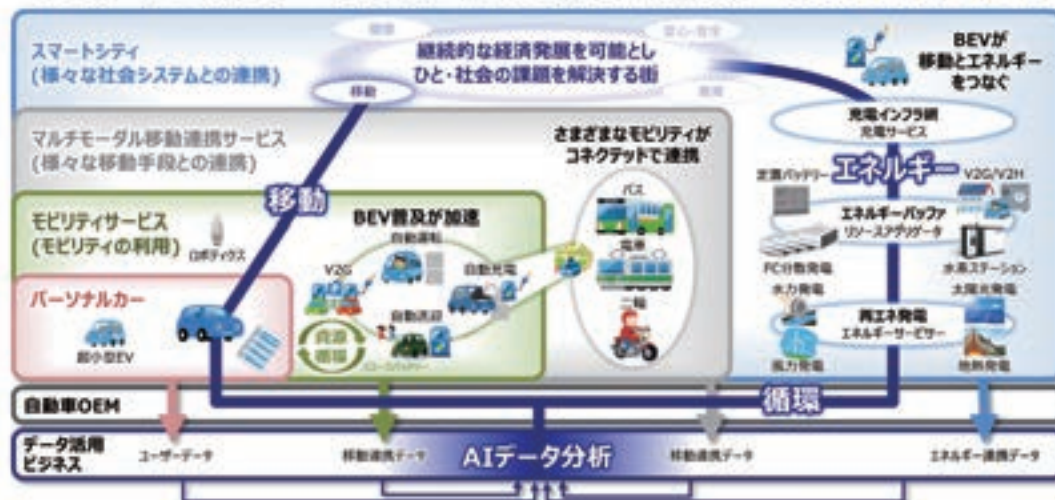 スマートシティ
(様々な社会システムとの連携)
継続的な経済発展を可能とし
ひと・社会の課題を解決する街
移動
BEVが
移動とエネルギー
をつなぐ
充電インフラ網
充電サービス
マルチモーダル移動連携サービス
(様々な移動手段との連携)
さまざまなモビリティが
コネクテッドで連携
エネルギー
定置バッテリー
V2G/V2H
移動
バス
モビリティサービス
(モビリティの利用)
ロボティクス
BEV普及が加速
自動運転
エネルギーバッファ
リソースアグリゲータ
電車
V2G
自動充電
FC分散発電
水素ステーション
パーソナルカー
二輪
水力発電
太陽光発電
超小型EV
資源
循環
再エネ発電
エネルギーサービサー
風力発電
地熱発電
自動車OEM
循環
データ活用
ビジネス
ユーザーデータ
移動連携データ
AIデータ分析
移動連携データ
エネルギー連携データ